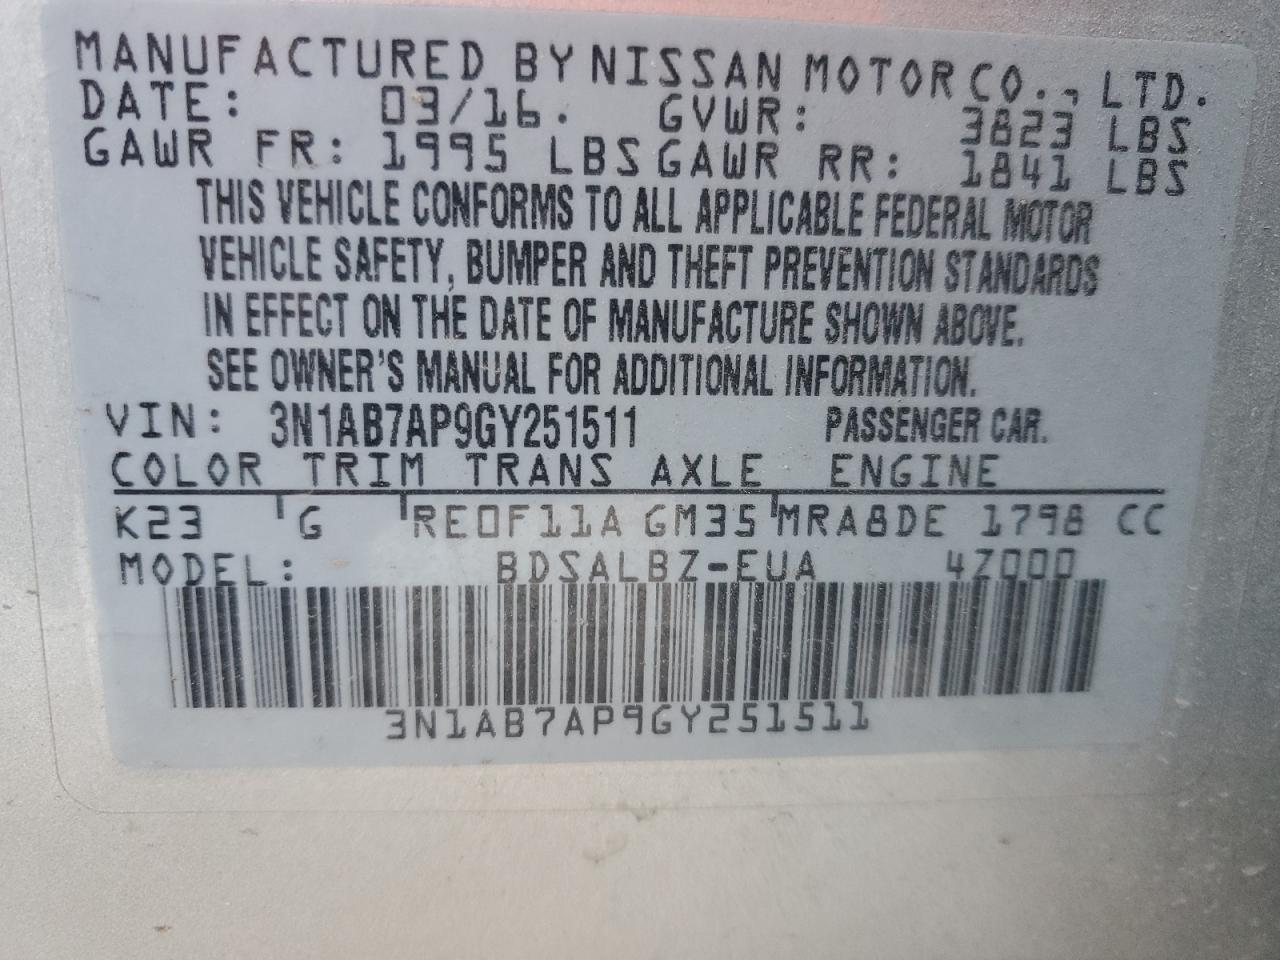 MANUFACTURED BY NISSAN MOTOR CO., LTD.
DATE: 03/16. GVWR: 3823 LBS
GAWR FR: 1995 LBS GAWR RR: 1841 LBS
THIS VEHICLE CONFORMS TO ALL APPLICABLE FEDERAL MOTOR
VEHICLE SAFETY, BUMPER AND THEFT PREVENTION STANDARDS
IN EFFECT ON THE DATE OF MANUFACTURE SHOWN ABOVE.
SEE OWNER'S MANUAL FOR ADDITIONAL INFORMATION.
VIN: 3N1AB7AP9GY251511 PASSENGER CAR.
COLOR TRIM TRANS AXLE ENGINE
K23 G RE0F11A GM35 MRA8DE 1798 CC
MODEL: BDSALBZ-EUA 4Z000
3N1AB7AP9GY251511